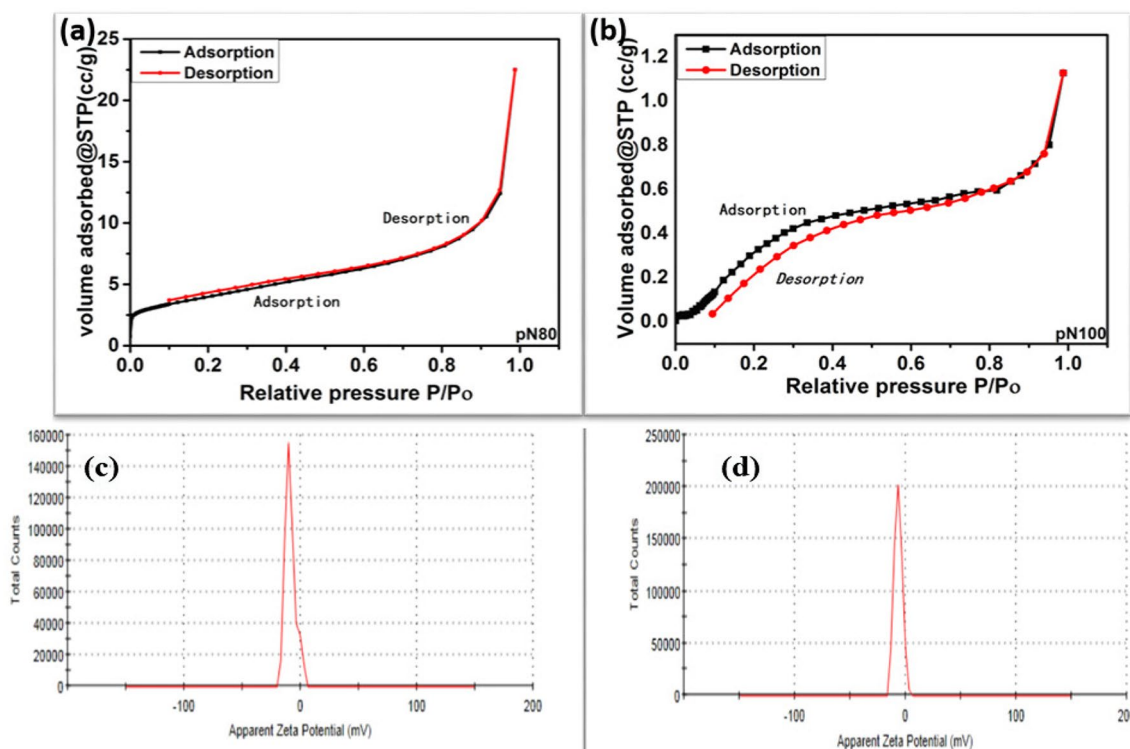 (a)
Adsorption
Desorption
25
20
15
10
5
0
0.0 0.2 0.4 0.6 0.8 1.0
volume adsorbed@STP(cc/g)
Desorption
Adsorption
pN80
Relative pressure P/Po
(b)
Adsorption
Desorption
1.2
1.0
0.8
0.6
0.4
0.2
0.0
0.0 0.2 0.4 0.6 0.8 1.0
Volume adsorbed@STP (cc/g)
Adsorption
Desorption
pN100
Relative pressure P/Po
(c)
160000
140000
120000
100000
80000
60000
40000
20000
0
-100 0 100 200
Total Counts
Apparent Zeta Potential (mV)
(d)
250000
200000
150000
100000
50000
0
-100 0 100 200
Total Counts
Apparent Zeta Potential (mV)